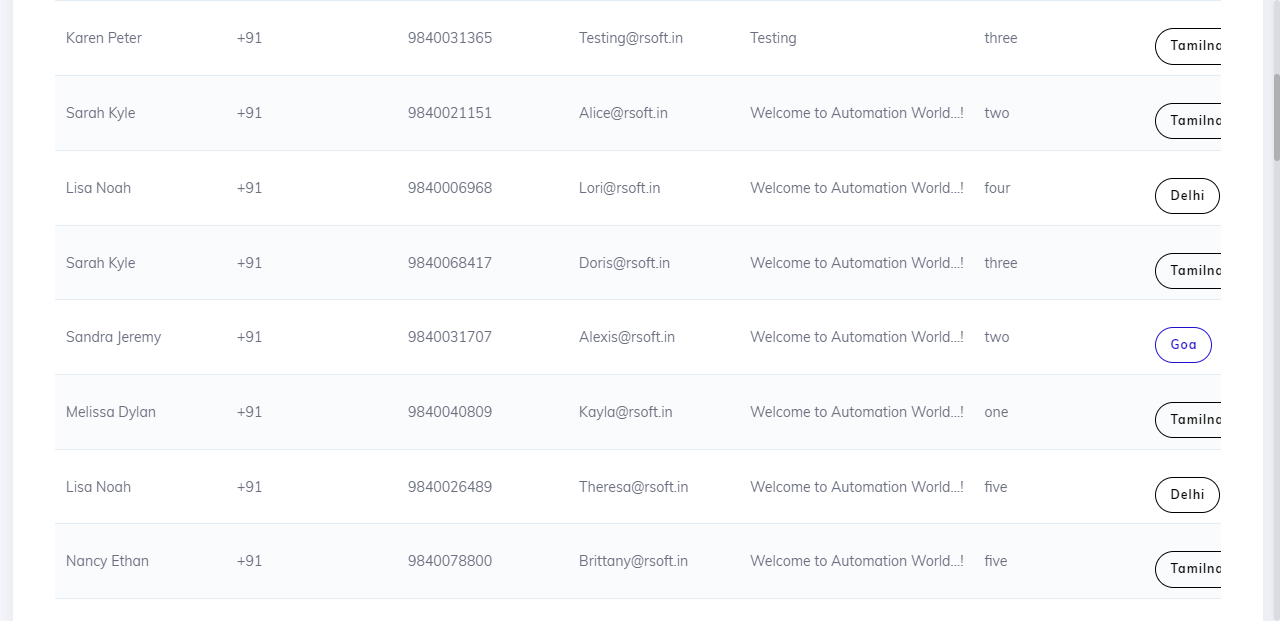 Karen Peter +91 9840031365 Testing@rsoft.in Testing three Tamilna
Sarah Kyle +91 9840021151 Alice@rsoft.in Welcome to Automation World...! two Tamilna
Lisa Noah +91 9840006968 Lori@rsoft.in Welcome to Automation World...! four Delhi
Sarah Kyle +91 9840068417 Doris@rsoft.in Welcome to Automation World...! three Tamilna
Sandra Jeremy +91 9840031707 Alexis@rsoft.in Welcome to Automation World...! two Goa
Melissa Dylan +91 9840040809 Kayla@rsoft.in Welcome to Automation World...! one Tamilna
Lisa Noah +91 9840026489 Theresa@rsoft.in Welcome to Automation World...! five Delhi
Nancy Ethan +91 9840078800 Brittany@rsoft.in Welcome to Automation World...! five Tamilna